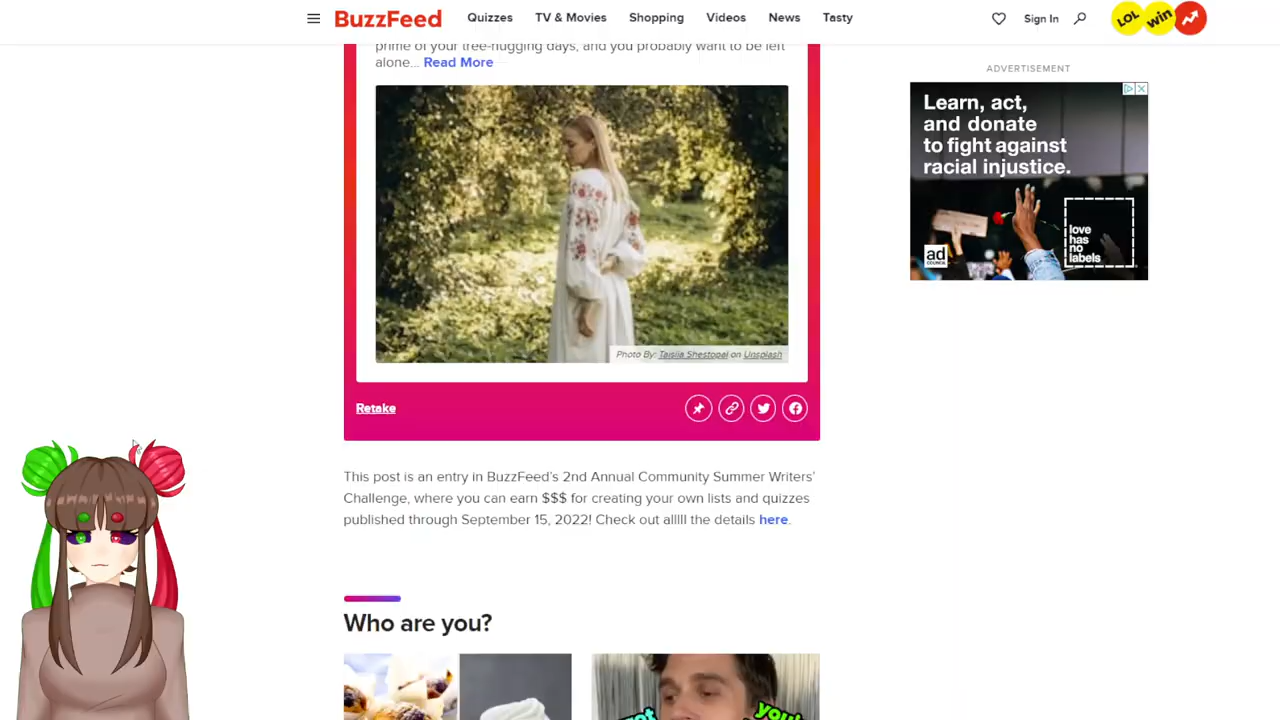 BuzzFeed Quizzes TV & Movies Shopping Videos News Tasty Sign In LOL win
prime of your tree-hugging days, and you probably want to be left
alone... Read More
Photo By: Taisiia Shestopal on Unsplash
Retake
This post is an entry in BuzzFeed's 2nd Annual Community Summer Writers'
Challenge, where you can earn $$$ for creating your own lists and quizzes
published through September 15, 2022! Check out alllll the details here.
Who are you?
got
you'
ADVERTISEMENT
Learn, act,
and donate
to fight against
racial injustice.
love
has
no
labels
ad
COUNCIL